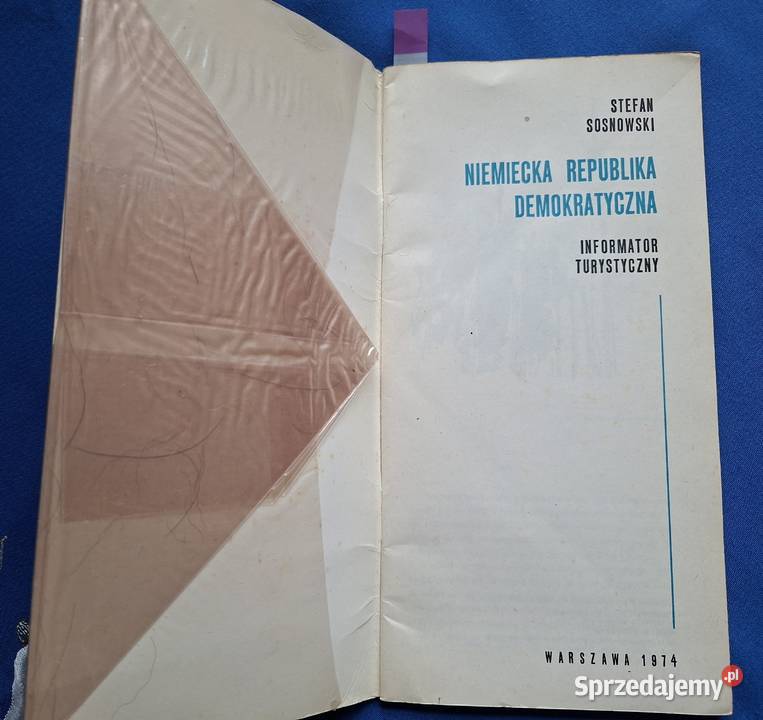 STEFAN
SOSNOWSKI
NIEMIECKA REPUBLIKA
DEMOKRATYCZNA
INFORMATOR
TURYSTYCZNY
WARSZAWA 1974
Sprzedajemy.pl